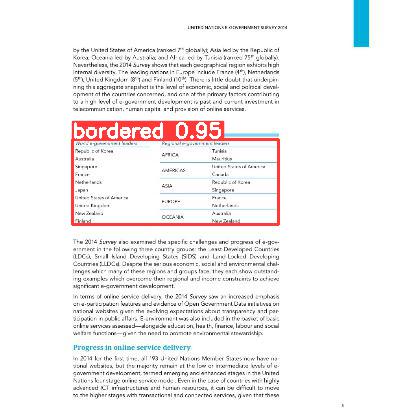 UNITED NATIONS E-GOVERNMENT SURVEY 2014
by the United States of America (ranked 7th globally); Asia led by the Republic of
Korea; Oceania led by Australia; and Africa led by Tunisia (ranked 75th globally).
Nevertheless, the 2014 Survey shows that each geographical region exhibits high
internal diversity. The leading nations in Europe include France (4th), Netherlands
(5th), United Kingdom (8th) and Finland (10th). There is little doubt that underpin-
ning this aggregate snapshot is the level of economic, social and political devel-
opment of the countries concerned, and one of the primary factors contributing
to a high level of e-government development is past and current investment in
telecommunication, human capital and provision of online services.
bordered 0.95
World e-government leaders Regional e-government leaders
Republic of Korea AFRICA Tunisia
Australia Mauritius
Singapore AMERICAS United States of America
France Canada
Netherlands ASIA Republic of Korea
Japan Singapore
United States of America EUROPE France
United Kingdom Netherlands
New Zealand OCEANIA Australia
Finland New Zealand
The 2014 Survey also examined the specific challenges and progress of e-gov-
ernment in the following three country groups: the Least Developed Countries
(LDCs), Small Island Developing States (SIDS) and Land-Locked Developing
Countries (LLDCs). Despite the serious economic, social and environmental chal-
lenges which many of these regions and groups face, they each show outstand-
ing examples which overcome their regional and income constraints to achieve
significant e-government development.
In terms of online service delivery, the 2014 Survey saw an increased emphasis
on e-participation features and evidence of Open Government Data initiatives on
national websites given the evolving expectations about transparency and par-
ticipation in public affairs. E-environment was also included in the basket of basic
online services assessed—alongside education, health, finance, labour and social
welfare functions—given the need to promote environmental stewardship.
Progress in online service delivery
In 2014 for the first time, all 193 United Nations Member States now have na-
tional websites, but the majority remain at the low or intermediate levels of e-
government development, termed emerging and enhanced stages in the United
Nations four stage online service model. Even in the case of countries with highly
advanced ICT infrastructures and human resources, it can be difficult to move
to the higher stages with transactional and connected services, given that these